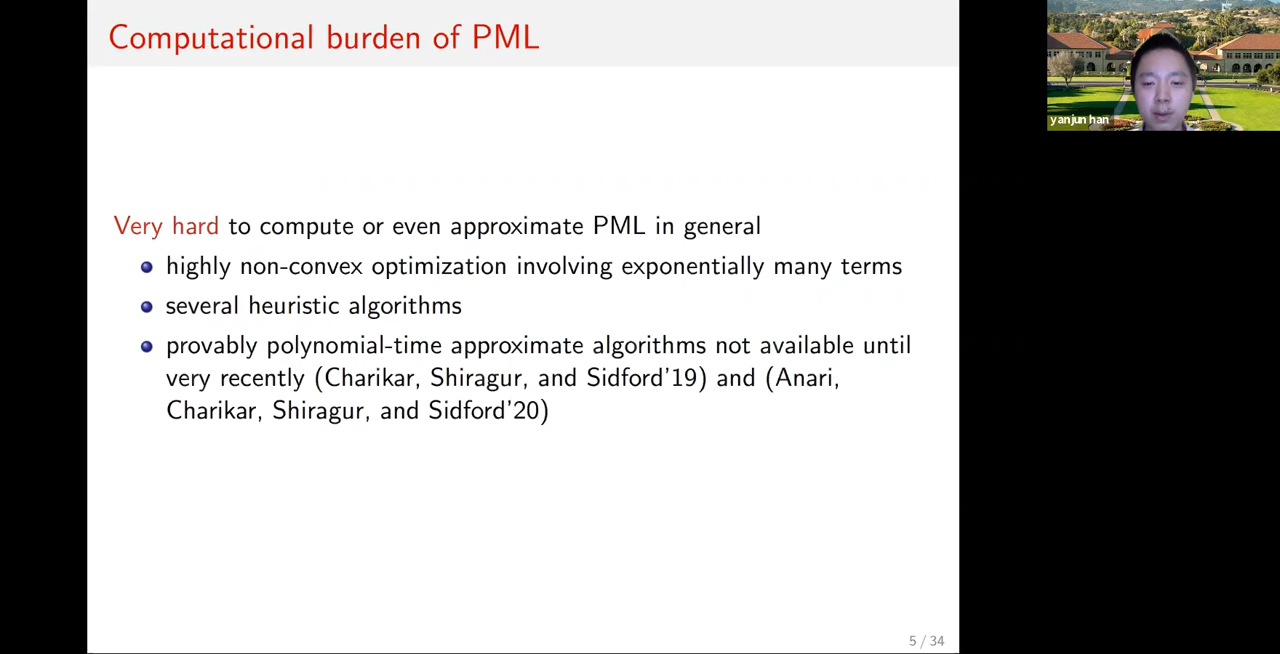 Computational burden of PML
yanjun han
Very hard to compute or even approximate PML in general
highly non-convex optimization involving exponentially many terms
several heuristic algorithms
provably polynomial-time approximate algorithms not available until
very recently (Charikar, Shiragur, and Sidford'19) and (Anari,
Charikar, Shiragur, and Sidford'20)
5 / 34